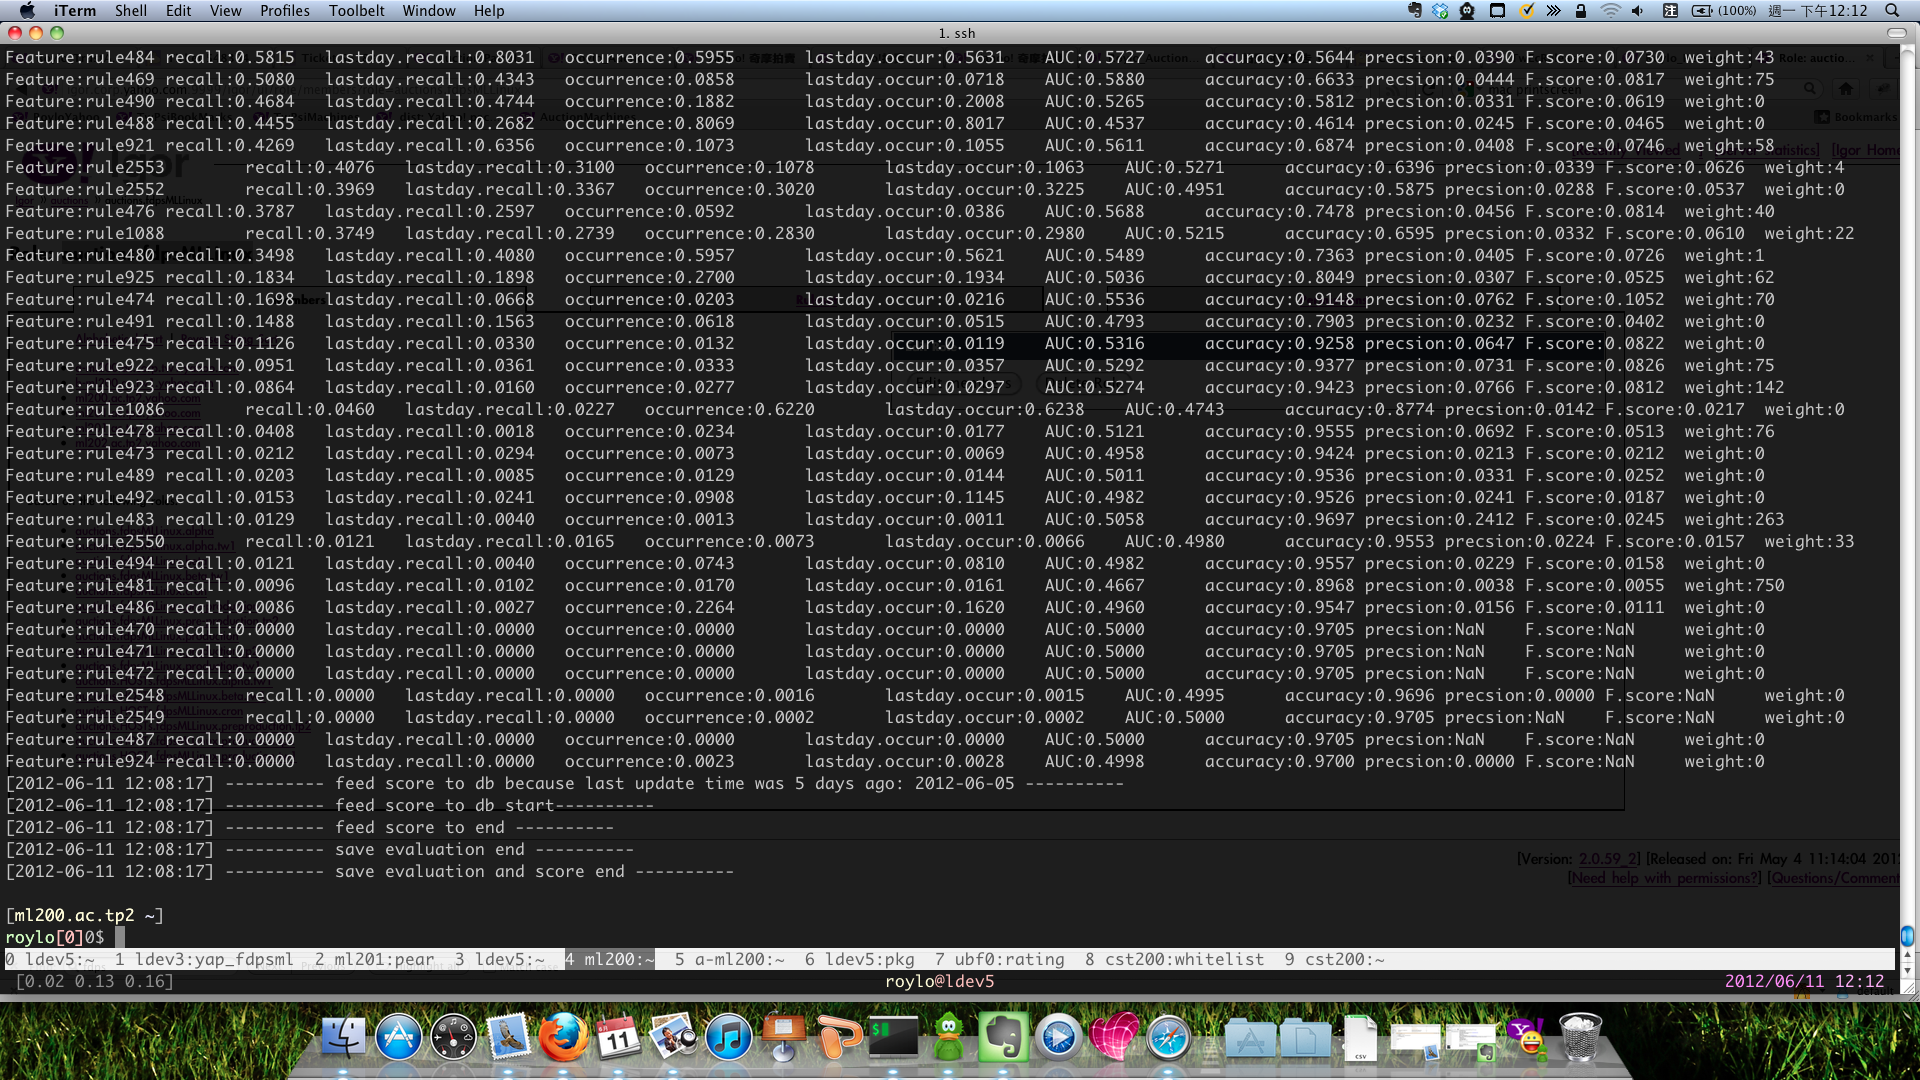 iTerm Shell Edit View Profiles Toolbelt Window Help (100%) 週一 下午12:12
1. ssh
Feature:rule484 recall:0.5815 lastday.recall:0.8031 occurrence:0.5955 lastday.occur:0.5631 AUC:0.5727 accuracy:0.5644 precsion:0.0390 F.score:0.0730 weight:43
Feature:rule469 recall:0.5080 lastday.recall:0.4343 occurrence:0.0858 lastday.occur:0.0718 AUC:0.5880 accuracy:0.6633 precsion:0.0444 F.score:0.0817 weight:75
Feature:rule490 recall:0.4684 lastday.recall:0.4744 occurrence:0.1882 lastday.occur:0.2008 AUC:0.5265 accuracy:0.5812 precsion:0.0331 F.score:0.0619 weight:0
Feature:rule488 recall:0.4455 lastday.recall:0.2682 occurrence:0.8069 lastday.occur:0.8017 AUC:0.4537 accuracy:0.4614 precsion:0.0245 F.score:0.0465 weight:0
Feature:rule921 recall:0.4269 lastday.recall:0.6356 occurrence:0.1073 lastday.occur:0.1055 AUC:0.5611 accuracy:0.6874 precsion:0.0408 F.score:0.0746 weight:58
Feature:rule2553 recall:0.4076 lastday.recall:0.3100 occurrence:0.1078 lastday.occur:0.1063 AUC:0.5271 accuracy:0.6396 precsion:0.0339 F.score:0.0626 weight:4
Feature:rule2552 recall:0.3969 lastday.recall:0.3367 occurrence:0.3020 lastday.occur:0.3225 AUC:0.4951 accuracy:0.5875 precsion:0.0288 F.score:0.0537 weight:0
Feature:rule476 recall:0.3787 lastday.recall:0.2597 occurrence:0.0592 lastday.occur:0.0386 AUC:0.5688 accuracy:0.7478 precsion:0.0456 F.score:0.0814 weight:40
Feature:rule1088 recall:0.3749 lastday.recall:0.2739 occurrence:0.2830 lastday.occur:0.2980 AUC:0.5215 accuracy:0.6595 precsion:0.0332 F.score:0.0610 weight:22
Feature:rule480 recall:0.3498 lastday.recall:0.4080 occurrence:0.5957 lastday.occur:0.5621 AUC:0.5489 accuracy:0.7363 precsion:0.0405 F.score:0.0726 weight:1
Feature:rule925 recall:0.1834 lastday.recall:0.1898 occurrence:0.2700 lastday.occur:0.1934 AUC:0.5036 accuracy:0.8049 precsion:0.0307 F.score:0.0525 weight:62
Feature:rule474 recall:0.1698 lastday.recall:0.0668 occurrence:0.0203 lastday.occur:0.0216 AUC:0.5536 accuracy:0.9148 precsion:0.0762 F.score:0.1052 weight:70
Feature:rule491 recall:0.1488 lastday.recall:0.1563 occurrence:0.0618 lastday.occur:0.0515 AUC:0.4793 accuracy:0.7903 precsion:0.0232 F.score:0.0402 weight:0
Feature:rule475 recall:0.1126 lastday.recall:0.0330 occurrence:0.0132 lastday.occur:0.0119 AUC:0.5316 accuracy:0.9258 precsion:0.0647 F.score:0.0822 weight:0
Feature:rule922 recall:0.0951 lastday.recall:0.0361 occurrence:0.0333 lastday.occur:0.0357 AUC:0.5292 accuracy:0.9377 precsion:0.0731 F.score:0.0826 weight:75
Feature:rule923 recall:0.0864 lastday.recall:0.0160 occurrence:0.0277 lastday.occur:0.0207 AUC:0.5274 accuracy:0.9423 precsion:0.0766 F.score:0.0812 weight:142
Feature:rule1086 recall:0.0460 lastday.recall:0.0227 occurrence:0.6220 lastday.occur:0.6238 AUC:0.4743 accuracy:0.8774 precsion:0.0142 F.score:0.0217 weight:0
Feature:rule478 recall:0.0408 lastday.recall:0.0018 occurrence:0.0234 lastday.occur:0.0177 AUC:0.5121 accuracy:0.9555 precsion:0.0692 F.score:0.0513 weight:76
Feature:rule473 recall:0.0212 lastday.recall:0.0294 occurrence:0.0073 lastday.occur:0.0069 AUC:0.4958 accuracy:0.9424 precsion:0.0213 F.score:0.0212 weight:0
Feature:rule489 recall:0.0203 lastday.recall:0.0085 occurrence:0.0129 lastday.occur:0.0144 AUC:0.5011 accuracy:0.9536 precsion:0.0331 F.score:0.0252 weight:0
Feature:rule492 recall:0.0153 lastday.recall:0.0241 occurrence:0.0908 lastday.occur:0.1145 AUC:0.4982 accuracy:0.9526 precsion:0.0241 F.score:0.0187 weight:0
Feature:rule483 recall:0.0129 lastday.recall:0.0040 occurrence:0.0013 lastday.occur:0.0011 AUC:0.5058 accuracy:0.9697 precsion:0.2412 F.score:0.0245 weight:263
Feature:rule2550 recall:0.0121 lastday.recall:0.0165 occurrence:0.0073 lastday.occur:0.0066 AUC:0.4980 accuracy:0.9553 precsion:0.0224 F.score:0.0157 weight:33
Feature:rule494 recall:0.0121 lastday.recall:0.0040 occurrence:0.0743 lastday.occur:0.0810 AUC:0.4982 accuracy:0.9557 precsion:0.0229 F.score:0.0158 weight:0
Feature:rule481 recall:0.0096 lastday.recall:0.0102 occurrence:0.0170 lastday.occur:0.0161 AUC:0.4667 accuracy:0.8968 precsion:0.0038 F.score:0.0055 weight:750
Feature:rule486 recall:0.0086 lastday.recall:0.0027 occurrence:0.2264 lastday.occur:0.1620 AUC:0.4960 accuracy:0.9547 precsion:0.0156 F.score:0.0111 weight:0
Feature:rule470 recall:0.0000 lastday.recall:0.0000 occurrence:0.0000 lastday.occur:0.0000 AUC:0.5000 accuracy:0.9705 precsion:NaN F.score:NaN weight:0
Feature:rule471 recall:0.0000 lastday.recall:0.0000 occurrence:0.0000 lastday.occur:0.0000 AUC:0.5000 accuracy:0.9705 precsion:NaN F.score:NaN weight:0
Feature:rule472 recall:0.0000 lastday.recall:0.0000 occurrence:0.0000 lastday.occur:0.0000 AUC:0.5000 accuracy:0.9705 precsion:NaN F.score:NaN weight:0
Feature:rule2548 recall:0.0000 lastday.recall:0.0000 occurrence:0.0016 lastday.occur:0.0015 AUC:0.4995 accuracy:0.9696 precsion:0.0000 F.score:NaN weight:0
Feature:rule2549 recall:0.0000 lastday.recall:0.0000 occurrence:0.0002 lastday.occur:0.0002 AUC:0.5000 accuracy:0.9705 precsion:NaN F.score:NaN weight:0
Feature:rule487 recall:0.0000 lastday.recall:0.0000 occurrence:0.0000 lastday.occur:0.0000 AUC:0.5000 accuracy:0.9705 precsion:NaN F.score:NaN weight:0
Feature:rule924 recall:0.0000 lastday.recall:0.0000 occurrence:0.0023 lastday.occur:0.0028 AUC:0.4998 accuracy:0.9700 precsion:0.0000 F.score:NaN weight:0
[2012-06-11 12:08:17] ---------- feed score to db because last update time was 5 days ago: 2012-06-05 ----------
[2012-06-11 12:08:17] ---------- feed score to db start----------
[2012-06-11 12:08:17] ---------- feed score to end ----------
[2012-06-11 12:08:17] ---------- save evaluation end ----------
[Version: 2.0.59_2] [Released on: Fri May 4 11:14:04 201
[2012-06-11 12:08:17] ---------- save evaluation and score end ----------
[Need help with permissions?] [Questions/Comment
[ml200.ac.tp2 ~]
roylo[0]0$
0 ldev5:~ 1 ldev3:yap_fdpsml 2 ml201:pear 3 ldev5:~ 4 ml200:~ 5 a-ml200:~ 6 ldev5:pkg 7 ubf0:rating 8 cst200:whitelist 9 cst200:~
[0.02 0.13 0.16] roylo@ldev5 2012/06/11 12:12